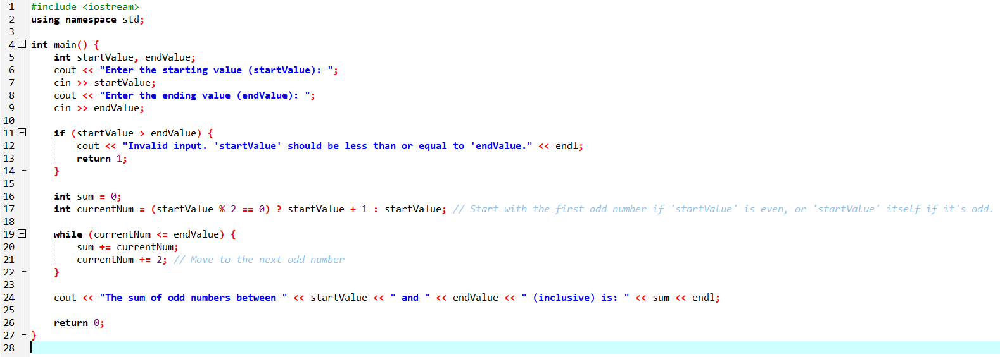 1 #include <iostream>
2 using namespace std;
3
4 int main() {
5     int startValue, endValue;
6     cout << "Enter the starting value (startValue): ";
7     cin >> startValue;
8     cout << "Enter the ending value (endValue): ";
9     cin >> endValue;
10
11     if (startValue > endValue) {
12         cout << "Invalid input. 'startValue' should be less than or equal to 'endValue." << endl;
13         return 1;
14     }
15
16     int sum = 0;
17     int currentNum = (startValue % 2 == 0) ? startValue + 1 : startValue; // Start with the first odd number if 'startValue' is even, or 'startValue' itself if it's odd.
18
19     while (currentNum <= endValue) {
20         sum += currentNum;
21         currentNum += 2; // Move to the next odd number
22     }
23
24     cout << "The sum of odd numbers between " << startValue << " and " << endValue << " (inclusive) is: " << sum << endl;
25
26     return 0;
27 }
28